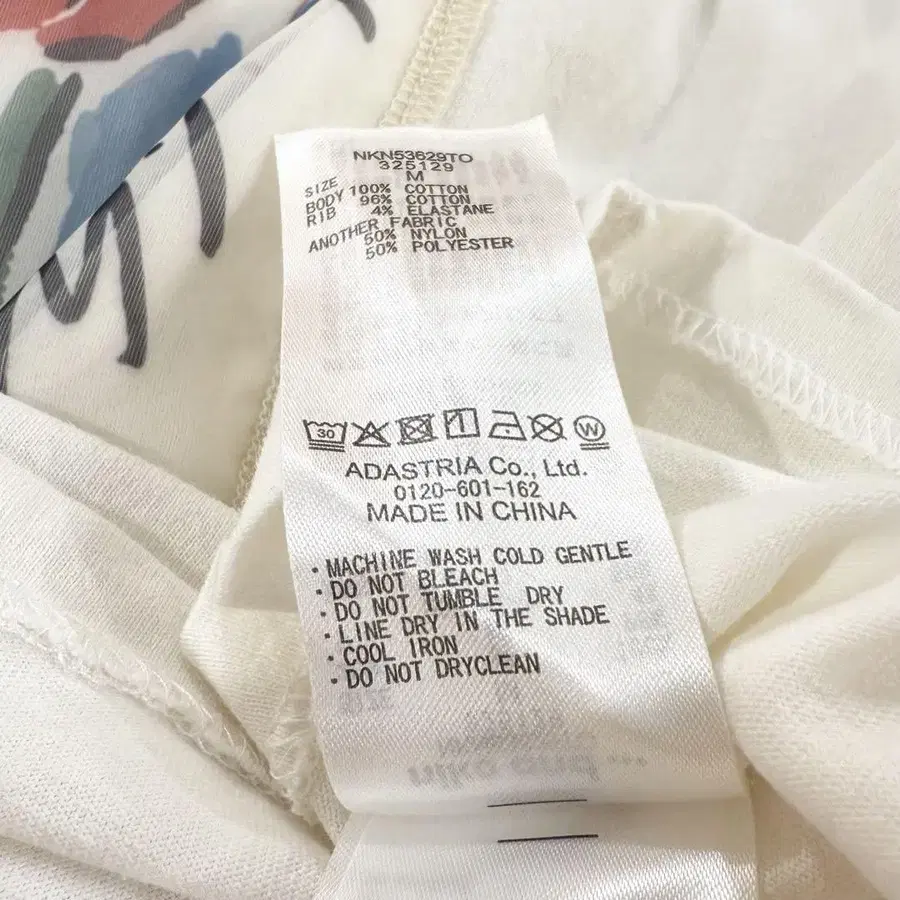 NKN53629TO
325129
SIZE M
BODY 100% COTTON
RIB 96% COTTON
4% ELASTANE
ANOTHER FABRIC
50% NYLON
50% POLYESTER
30
W
ADASTRIA Co., Ltd.
0120-601-162
MADE IN CHINA
・MACHINE WASH COLD GENTLE
・DO NOT BLEACH
・DO NOT TUMBLE DRY
・LINE DRY IN THE SHADE
・COOL IRON
・DO NOT DRYCLEAN